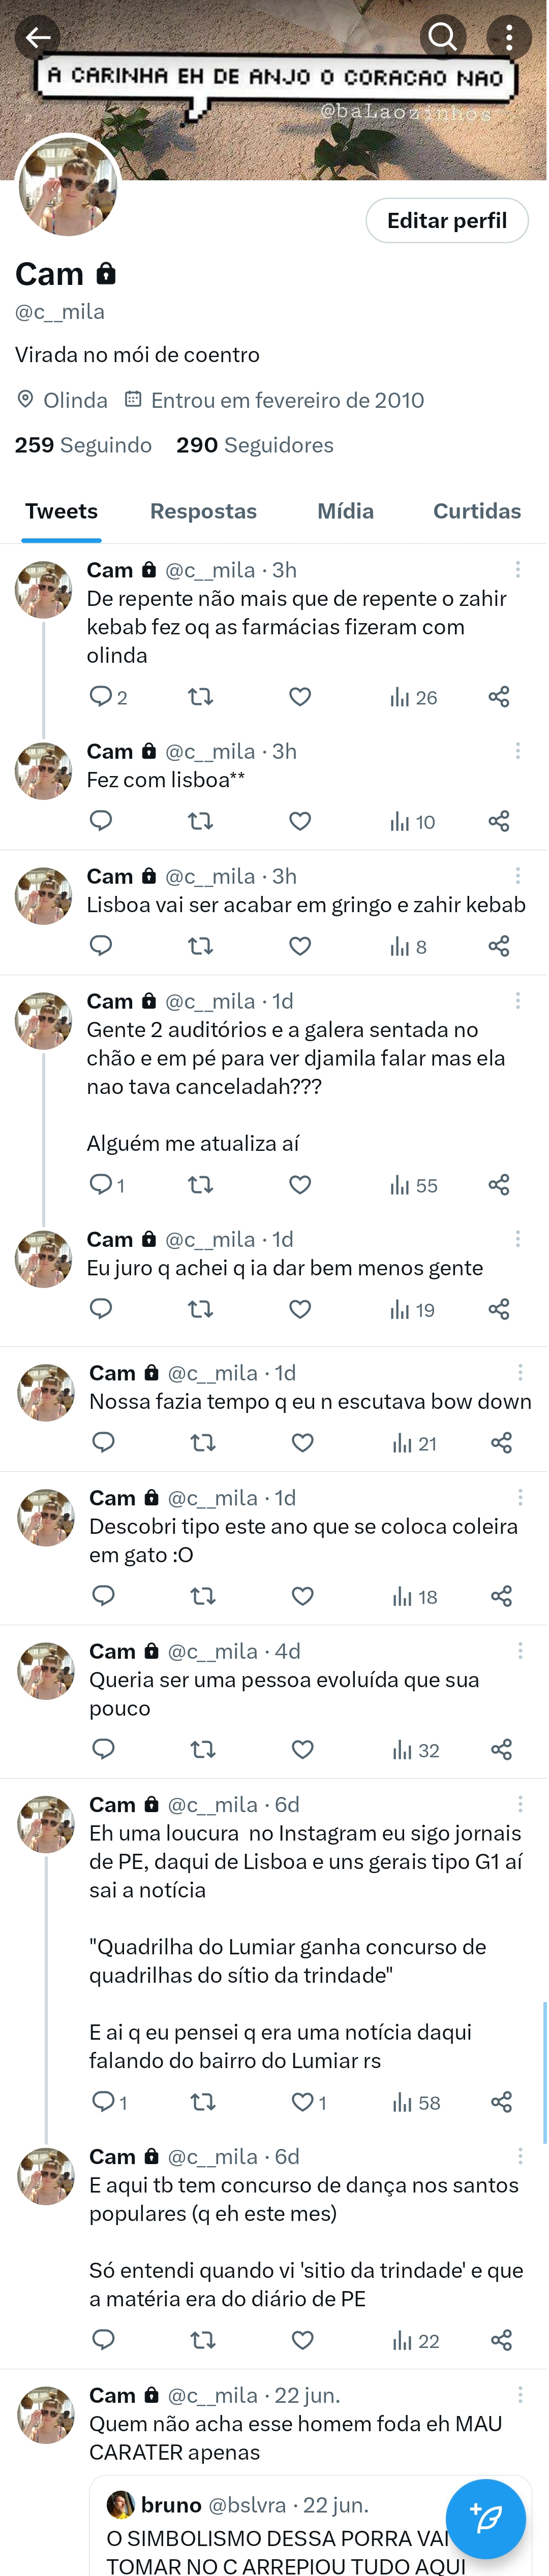 A CARINHA EH DE ANJO O CORACAO NAO
@baLaozinhos
Editar perfil
Cam
@c__mila
Virada no mói de coentro
Olinda Entrou em fevereiro de 2010
259 Seguindo 290 Seguidores
Tweets Respostas Mídia Curtidas
Cam @c__mila · 3h
De repente não mais que de repente o zahir
kebab fez oq as farmácias fizeram com
olinda
2 26
Cam @c__mila · 3h
Fez com lisboa**
10
Cam @c__mila · 3h
Lisboa vai ser acabar em gringo e zahir kebab
8
Cam @c__mila · 1d
Gente 2 auditórios e a galera sentada no
chão e em pé para ver djamila falar mas ela
nao tava canceladah???
Alguém me atualiza aí
1 55
Cam @c__mila · 1d
Eu juro q achei q ia dar bem menos gente
19
Cam @c__mila · 1d
Nossa fazia tempo q eu n escutava bow down
21
Cam @c__mila · 1d
Descobri tipo este ano que se coloca coleira
em gato :O
18
Cam @c__mila · 4d
Queria ser uma pessoa evoluída que sua
pouco
32
Cam @c__mila · 6d
Eh uma loucura no Instagram eu sigo jornais
de PE, daqui de Lisboa e uns gerais tipo G1 aí
sai a notícia
"Quadrilha do Lumiar ganha concurso de
quadrilhas do sítio da trindade"
E ai q eu pensei q era uma notícia daqui
falando do bairro do Lumiar rs
1 1 58
Cam @c__mila · 6d
E aqui tb tem concurso de dança nos santos
populares (q eh este mes)
Só entendi quando vi 'sitio da trindade' e que
a matéria era do diário de PE
22
Cam @c__mila · 22 jun.
Quem não acha esse homem foda eh MAU
CARATER apenas
bruno @bslvra · 22 jun.
O SIMBOLISMO DESSA PORRA VAI
TOMAR NO C ARREPIOU TUDO AQUI